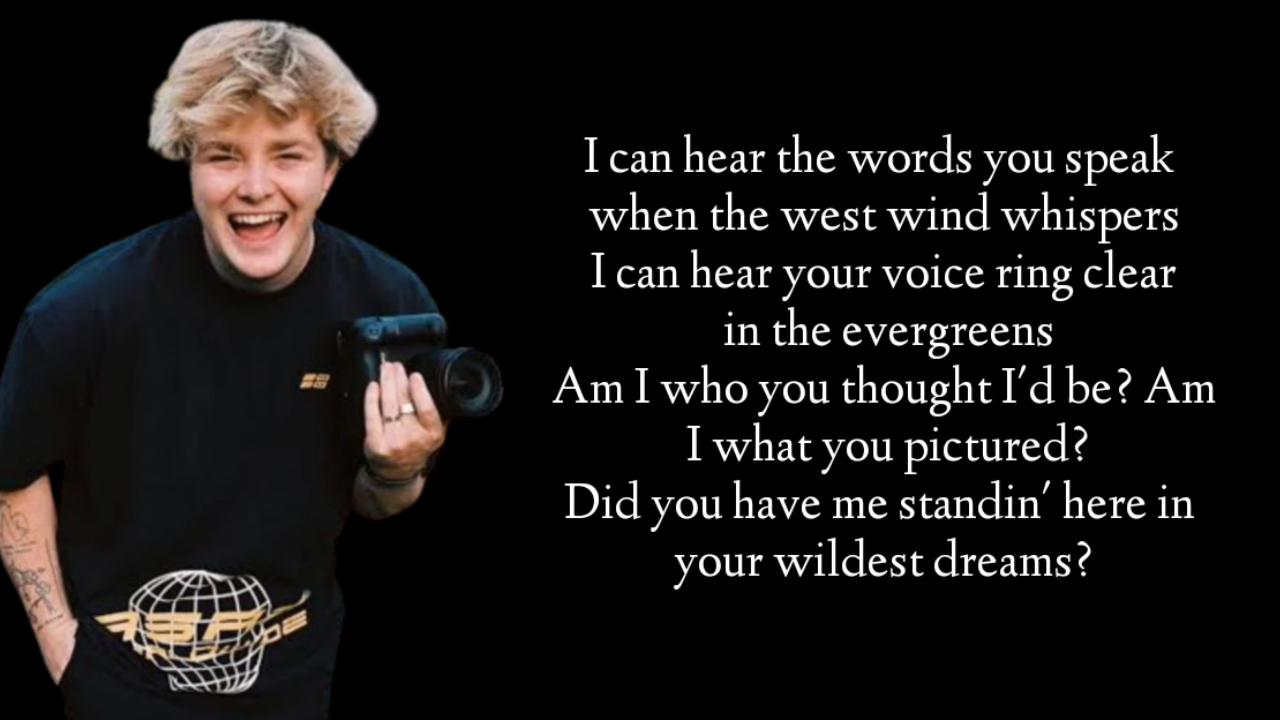 I can hear the words you speak
when the west wind whispers
I can hear your voice ring clear
in the evergreens
Am I who you thought I'd be? Am
I what you pictured?
Did you have me standin' here in
your wildest dreams?